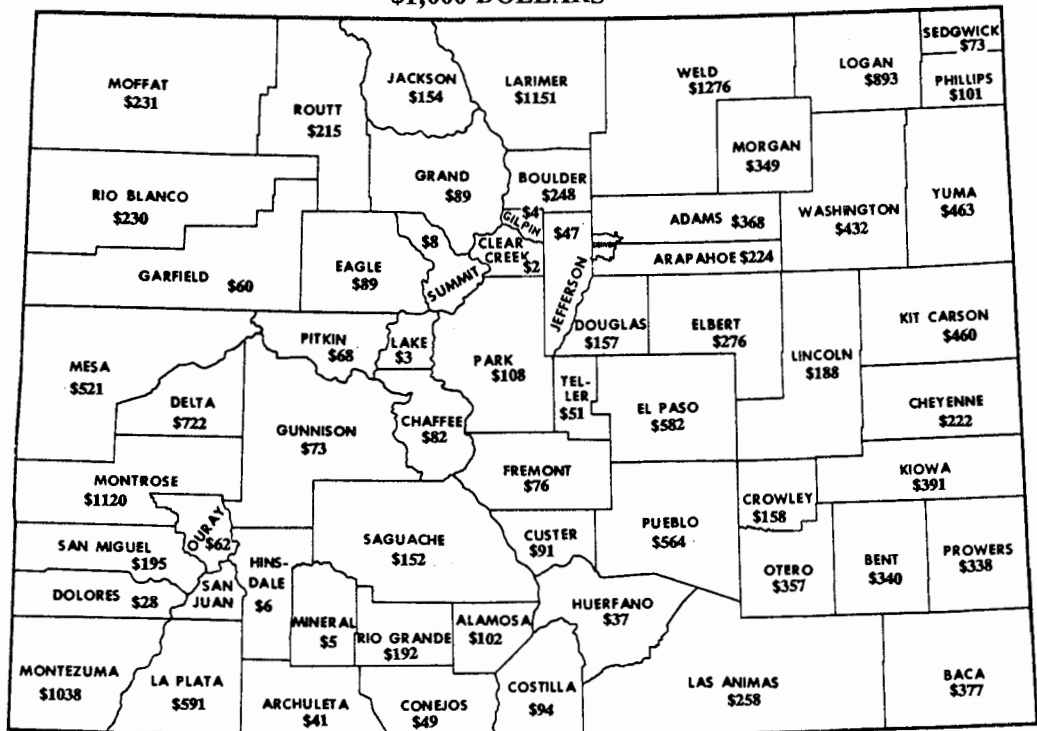 $1,000 DOLLARS
SEDGWICK
$73
MOFFAT
$231
JACKSON
$154
LARIMER
$1151
WELD
$1276
LOGAN
$893
PHILLIPS
$101
ROUTT
$215
MORGAN
$349
RIO BLANCO
$230
GRAND
$89
BOULDER
$248
YUMA
$463
WASHINGTON
$432
ADAMS $368
$4
GILPIN
$47
$8
CLEAR
CREEK
$2
ARAPAHOE $224
GARFIELD $60
EAGLE
$89
SUMMIT
JEFFERSON
DOUGLAS
$157
ELBERT
$276
KIT CARSON
$460
PITKIN
$68
LAKE
$3
PARK
$108
LINCOLN
$188
MESA
$521
DELTA
$722
TEL-
LER
$51
EL PASO
$582
CHEYENNE
$222
GUNNISON
$73
CHAFFEE
$82
FREMONT
$76
MONTROSE
$1120
KIOWA
$391
CROWLEY
$158
OURAY
$62
SAGUACHE
$152
CUSTER
$91
PUEBLO
$564
SAN MIGUEL
$195
HINS-
DALE
$6
OTERO
$357
BENT
$340
PROWERS
$338
DOLORES $28
SAN
JUAN
MINERAL
$5
RIO GRANDE
$192
ALAMOSA
$102
HUERFANO
$37
MONTEZUMA
$1038
LA PLATA
$591
ARCHULETA
$41
CONEJOS
$49
COSTILLA
$94
LAS ANIMAS
$258
BACA
$377